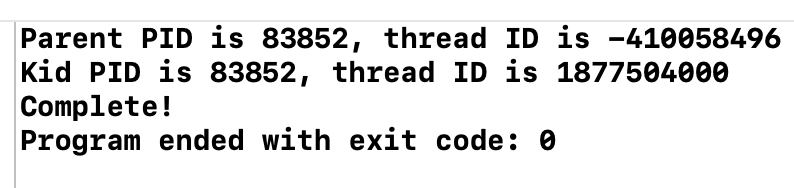 Parent PID is 83852, thread ID is -410058496
Kid PID is 83852, thread ID is 1877504000
Complete!
Program ended with exit code: 0